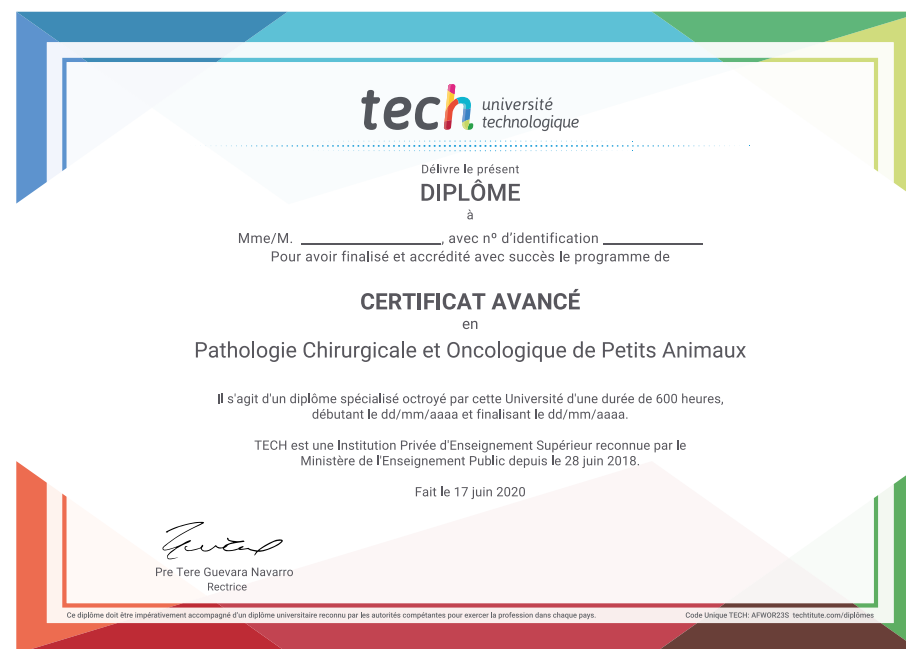 tech université
technologique
Délivre le présent
DIPLÔME
à
Mme/M. ____________________, avec nº d'identification ______________
Pour avoir finalisé et accrédité avec succès le programme de
CERTIFICAT AVANCÉ
en
Pathologie Chirurgicale et Oncologique de Petits Animaux
Il s'agit d'un diplôme spécialisé octroyé par cette Université d'une durée de 600 heures,
débutant le dd/mm/aaaa et finalisant le dd/mm/aaaa.
TECH est une Institution Privée d'Enseignement Supérieur reconnue par le
Ministère de l'Enseignement Public depuis le 28 juin 2018.
Fait le 17 juin 2020
Pre Tere Guevara Navarro
Rectrice
Ce diplôme doit être impérativement accompagné d'un diplôme universitaire reconnu par les autorités compétantes pour exercer la profession dans chaque pays.
Code Unique TECH: AFWOR23S techtitute.com/diplômes